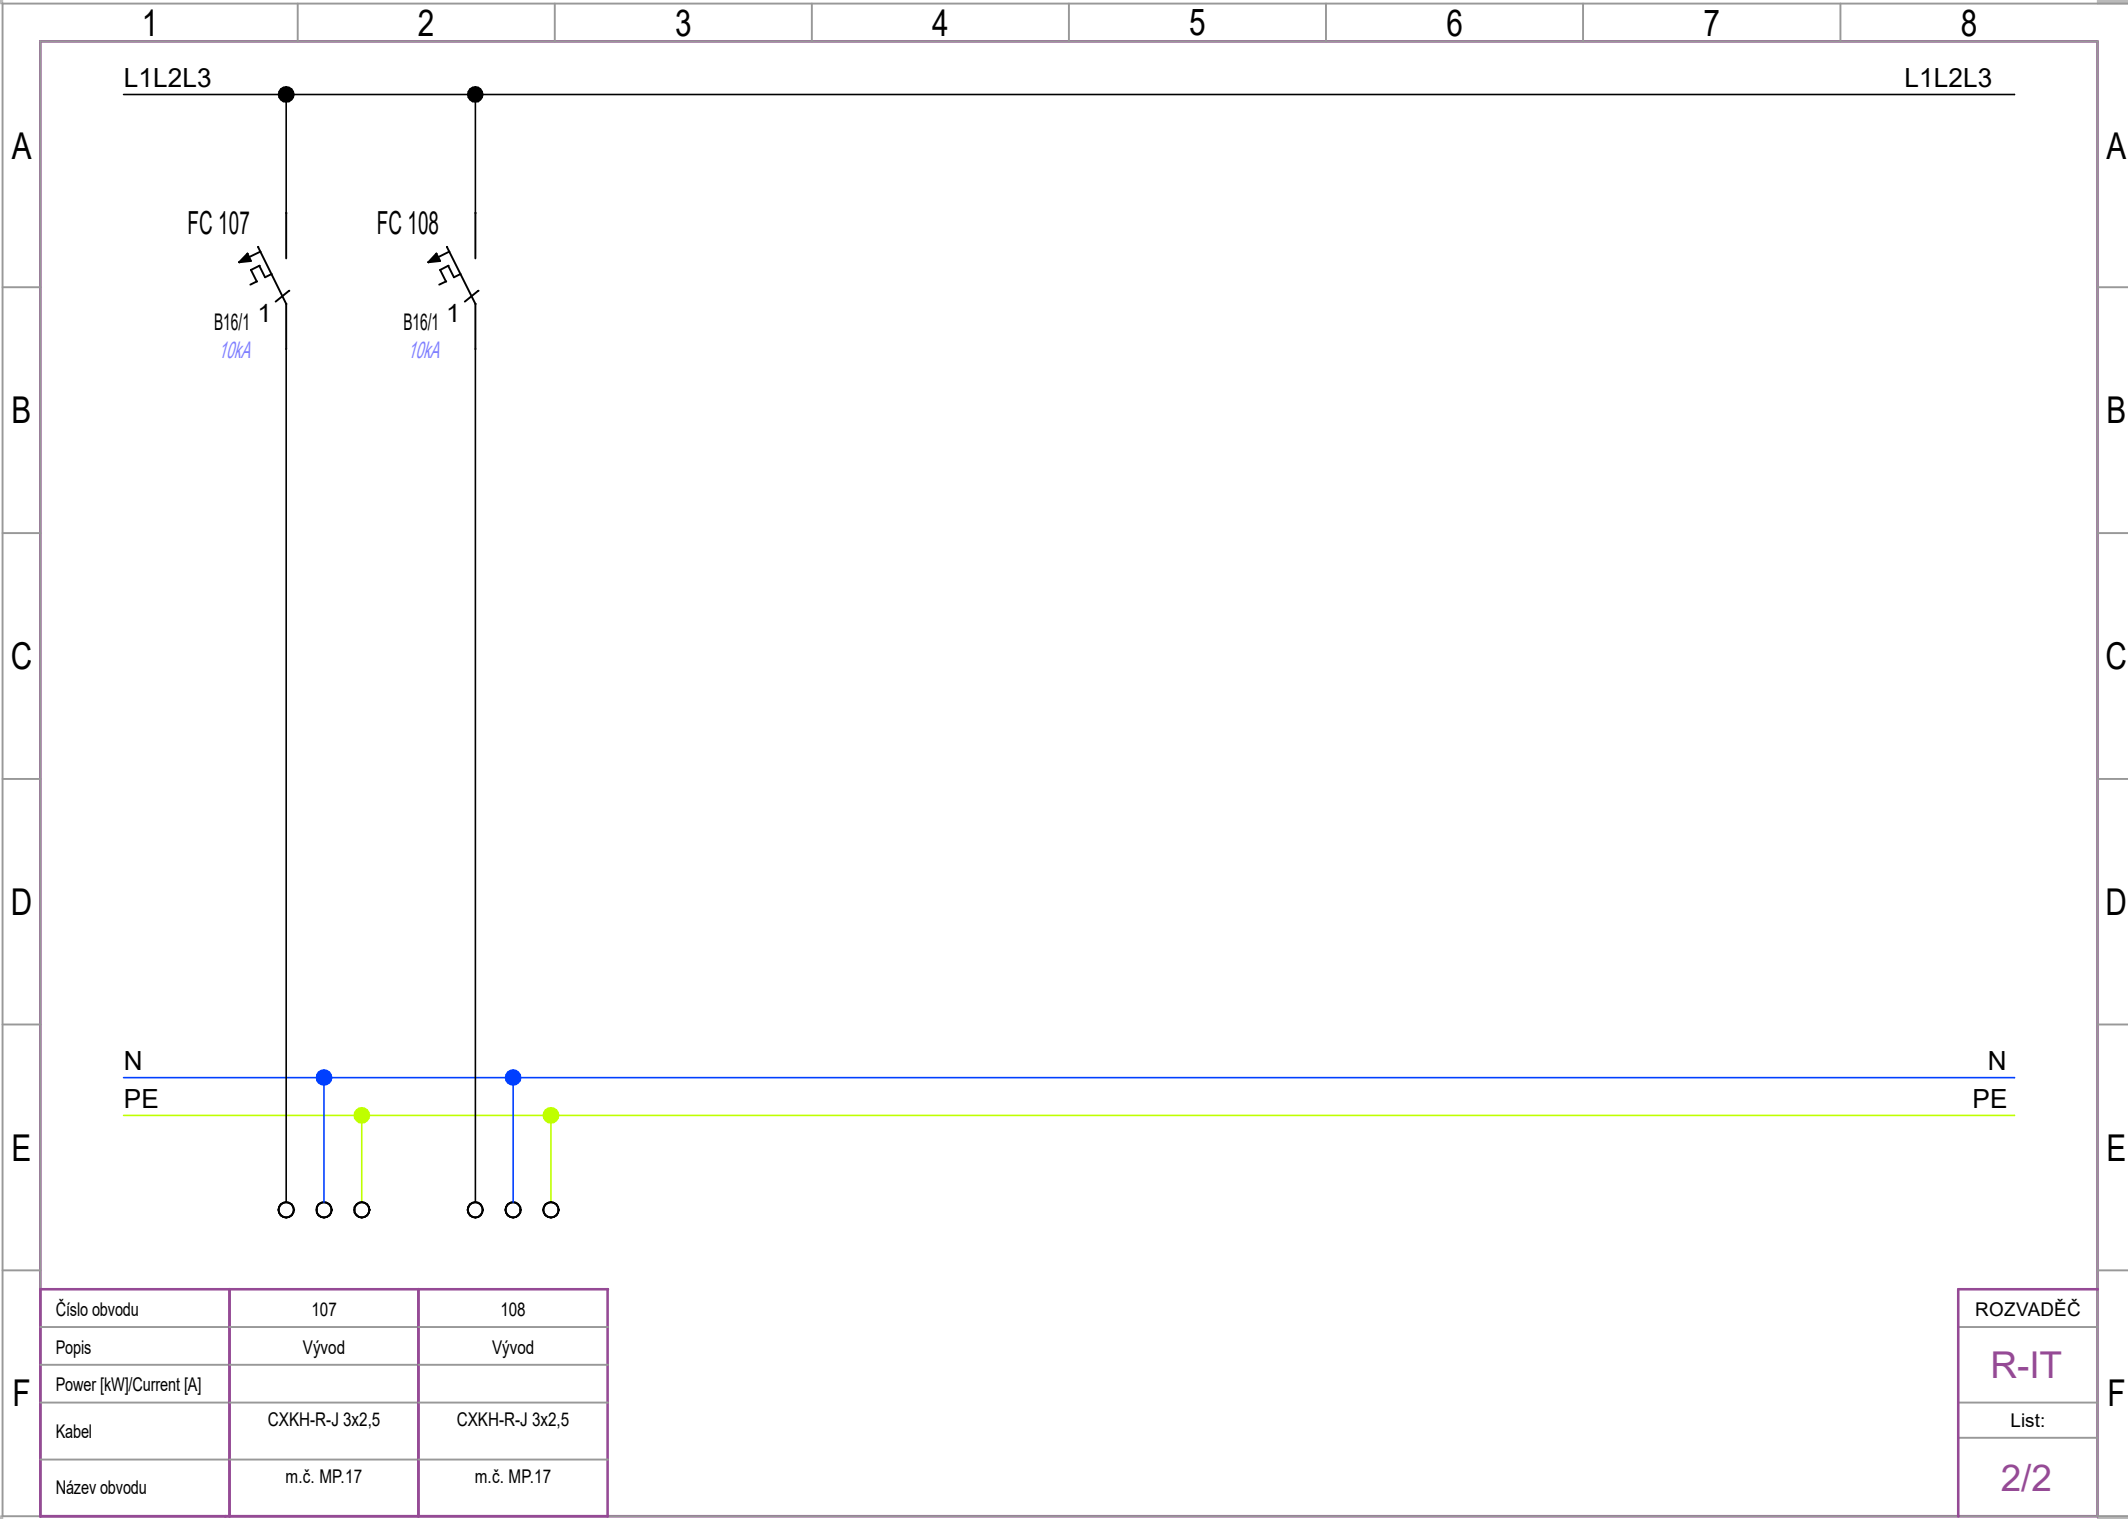 1 2 3 4 5 6 7 8
L1L2L3 L1L2L3
A A
FC 107 FC 108
1 1
B16/1 B16/1
10kA 10kA
B B
C C
D D
N N
PE PE
E E
Číslo obvodu 107 108
Popis Vývod Vývod
Power [kW]/Current [A]
Kabel CXKH-R-J 3x2,5 CXKH-R-J 3x2,5
Název obvodu m.č. MP.17 m.č. MP.17
F F
ROZVADĚČ
R-IT
List:
2/2